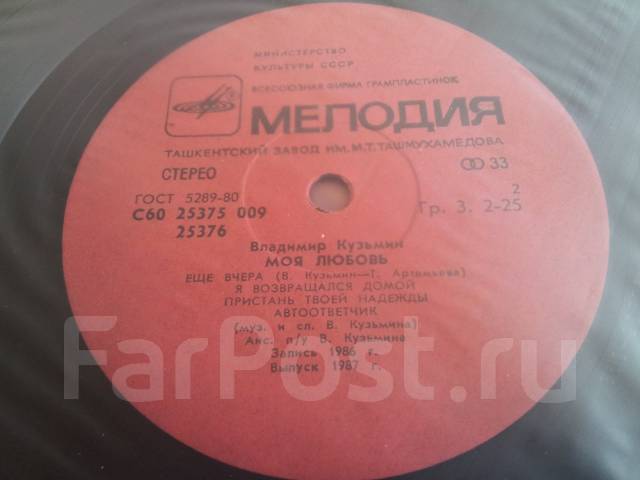 МИНИСТЕРСТВО
КУЛЬТУРЫ СССР
ВСЕСОЮЗНАЯ ФИРМА ГРАМПЛАСТИНОК
МЕЛОДИЯ
ТАШКЕНТСКИЙ ЗАВОД ИМ. М.Т. ТАШМУХАМЕДОВА
СТЕРЕО
33
ГОСТ 5289-80
2
С60 25375 009
Гр. 3. 2-25
25376
Владимир Кузьмин
МОЯ ЛЮБОВЬ
ЕЩЕ ВЧЕРА (В. Кузьмин—Т. Артемьева)
Я ВОЗВРАЩАЛСЯ ДОМОЙ
ПРИСТАНЬ ТВОЕЙ НАДЕЖДЫ
АВТООТВЕТЧИК
(муз. и сл. В. Кузьмина)
Анс. п/у В. Кузьмина
Запись 1986 г.
Выпуск 1987 г.
FarPost.ru